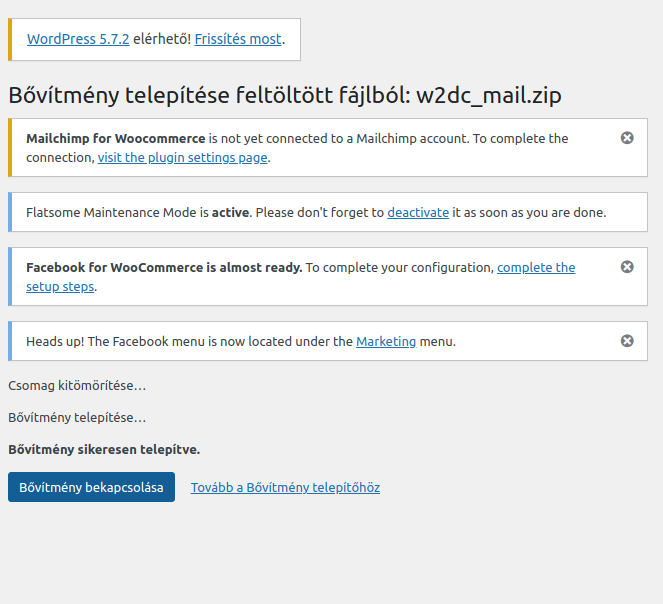 WordPress 5.7.2 elérhető! Frissítés most.
Bővítmény telepítése feltöltött fájlból: w2dc_mail.zip
Mailchimp for Woocommerce is not yet connected to a Mailchimp account. To complete the
connection, visit the plugin settings page.
Flatsome Maintenance Mode is active. Please don't forget to deactivate it as soon as you are done.
Facebook for WooCommerce is almost ready. To complete your configuration, complete the
setup steps.
Heads up! The Facebook menu is now located under the Marketing menu.
Csomag kitömörítése…
Bővítmény telepítése…
Bővítmény sikeresen telepítve.
Bővítmény bekapcsolása Tovább a Bővítmény telepítőhöz